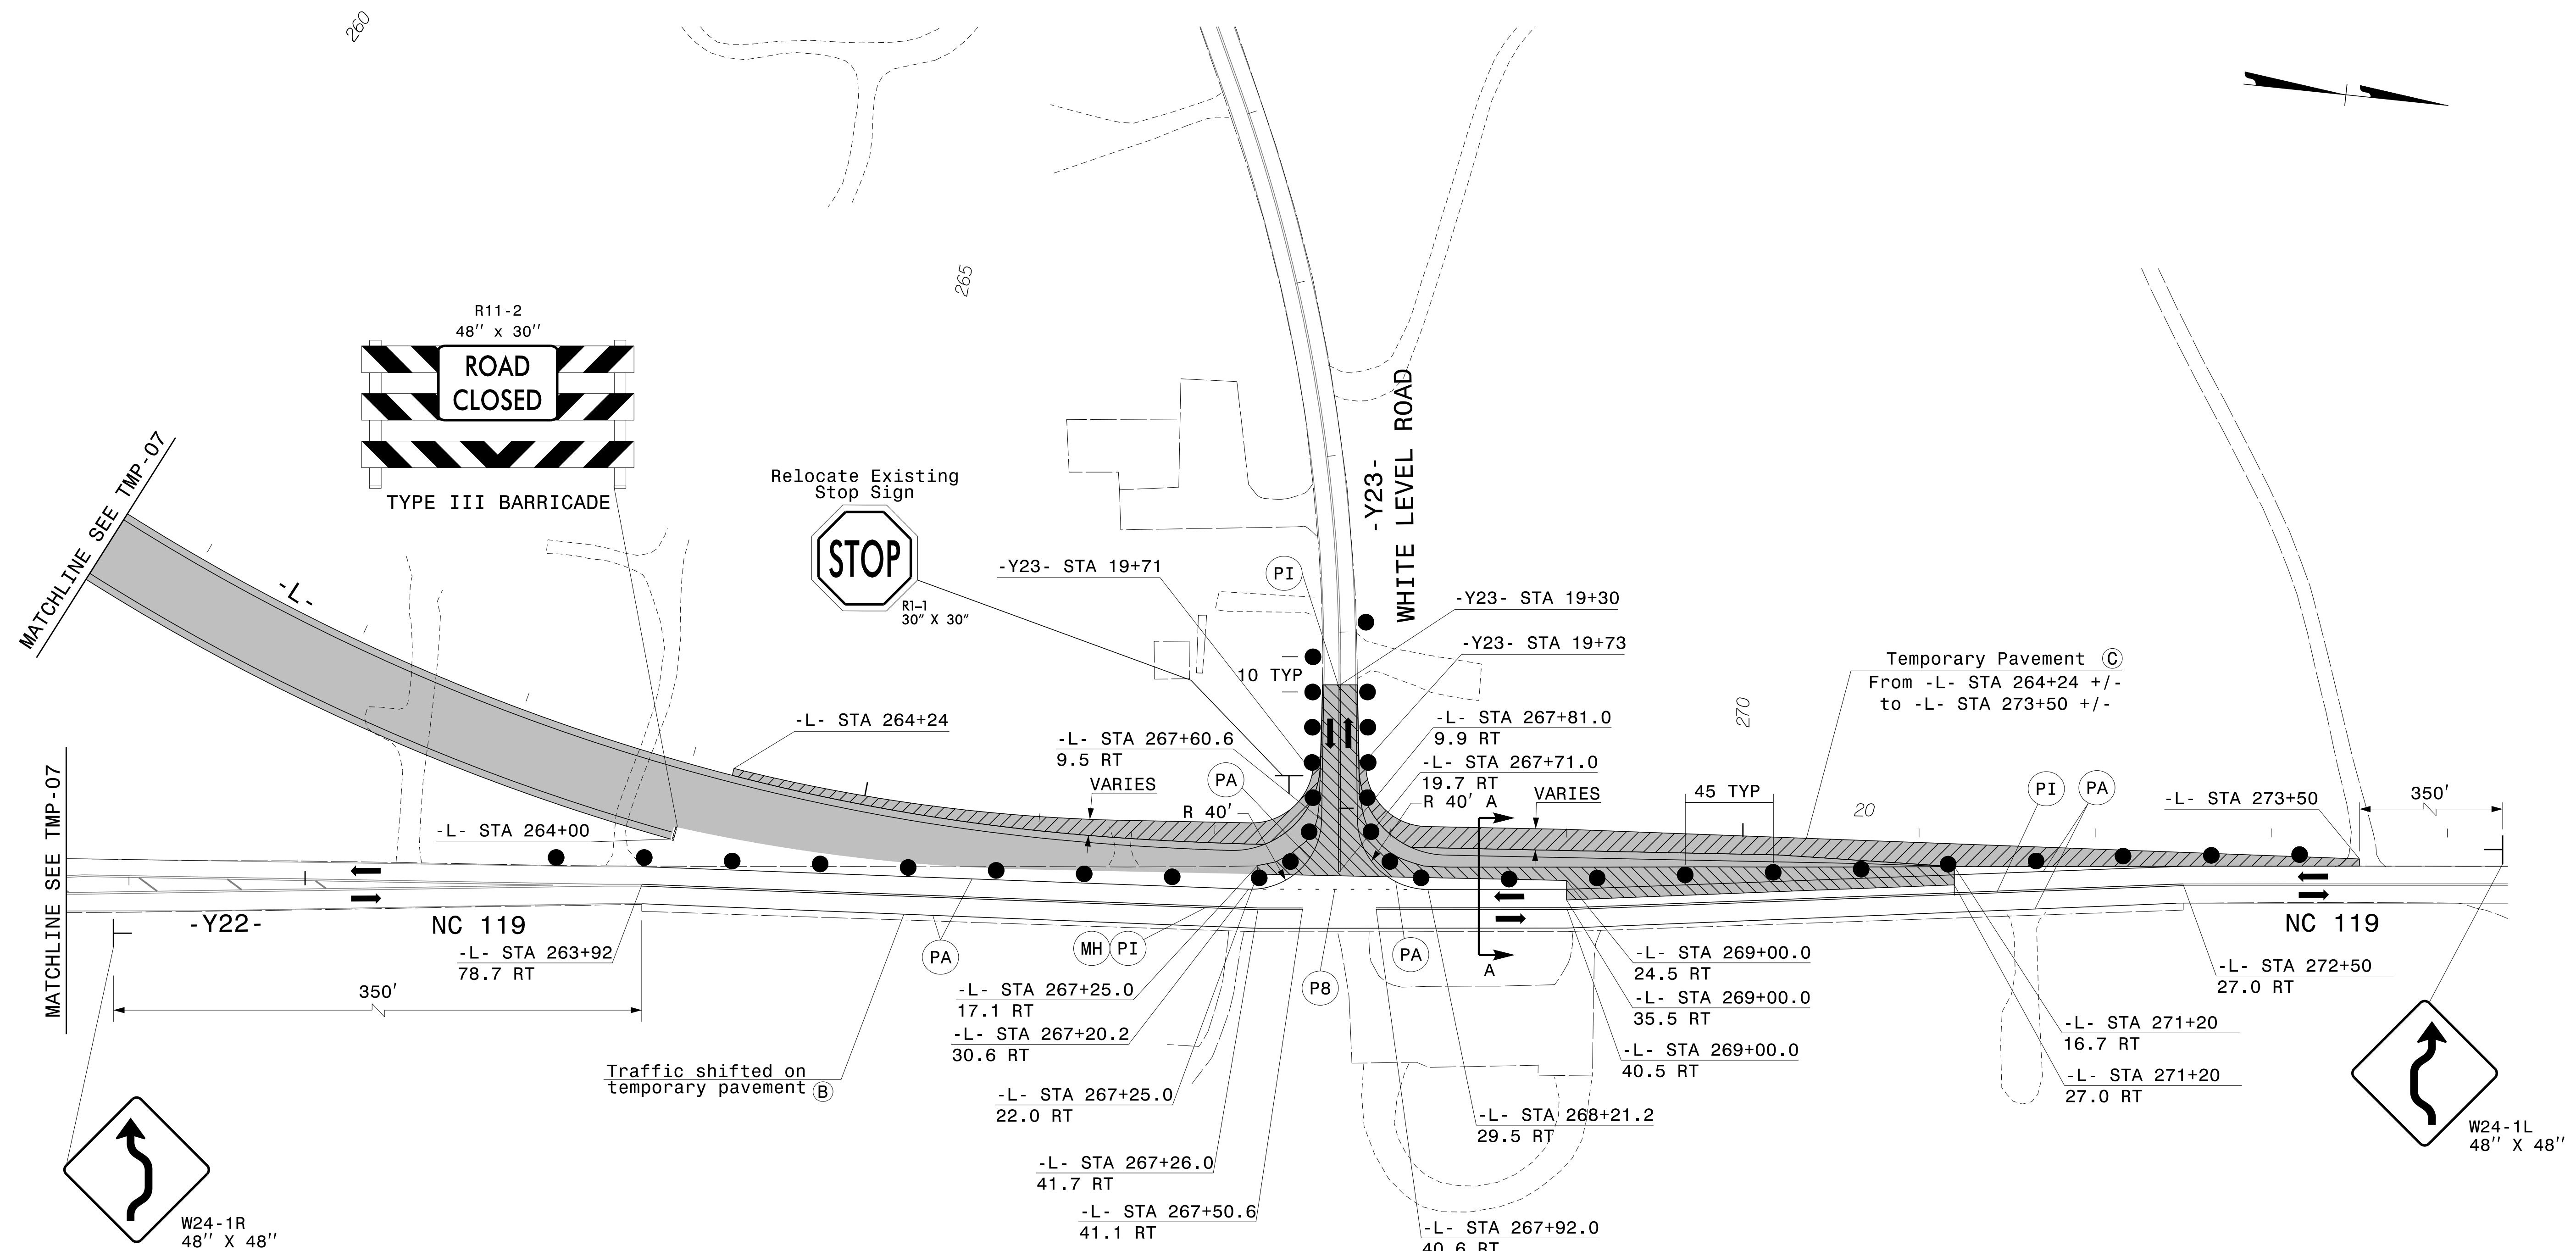 260
265
R11-2
48'' x 30''
ROAD
CLOSED
TYPE III BARRICADE
MATCHLINE SEE TMP-07
-L-
Relocate Existing
Stop Sign
STOP
R1-1
30" X 30"
-Y23-
WHITE LEVEL ROAD
-Y23- STA 19+71
PI
-Y23- STA 19+30
-Y23- STA 19+73
10 TYP
Temporary Pavement C
From -L- STA 264+24 +/-
to -L- STA 273+50 +/-
270
-L- STA 264+24
-L- STA 267+60.6
9.5 RT
-L- STA 267+81.0
9.9 RT
-L- STA 267+71.0
19.7 RT
VARIES
PA
R 40'
R 40'
A
VARIES
45 TYP
20
PI
PA
-L- STA 273+50
350'
-L- STA 264+00
MATCHLINE SEE TMP-07
-Y22-
NC 119
NC 119
-L- STA 263+92
78.7 RT
350'
PA
MH
PI
P8
PA
A
-L- STA 267+25.0
17.1 RT
-L- STA 267+20.2
30.6 RT
-L- STA 267+25.0
22.0 RT
-L- STA 267+26.0
41.7 RT
-L- STA 267+50.6
41.1 RT
-L- STA 269+00.0
24.5 RT
-L- STA 269+00.0
35.5 RT
-L- STA 269+00.0
40.5 RT
-L- STA 268+21.2
29.5 RT
-L- STA 267+92.0
40.6 RT
-L- STA 272+50
27.0 RT
-L- STA 271+20
16.7 RT
-L- STA 271+20
27.0 RT
Traffic shifted on
temporary pavement B
W24-1R
48'' X 48''
W24-1L
48'' X 48''